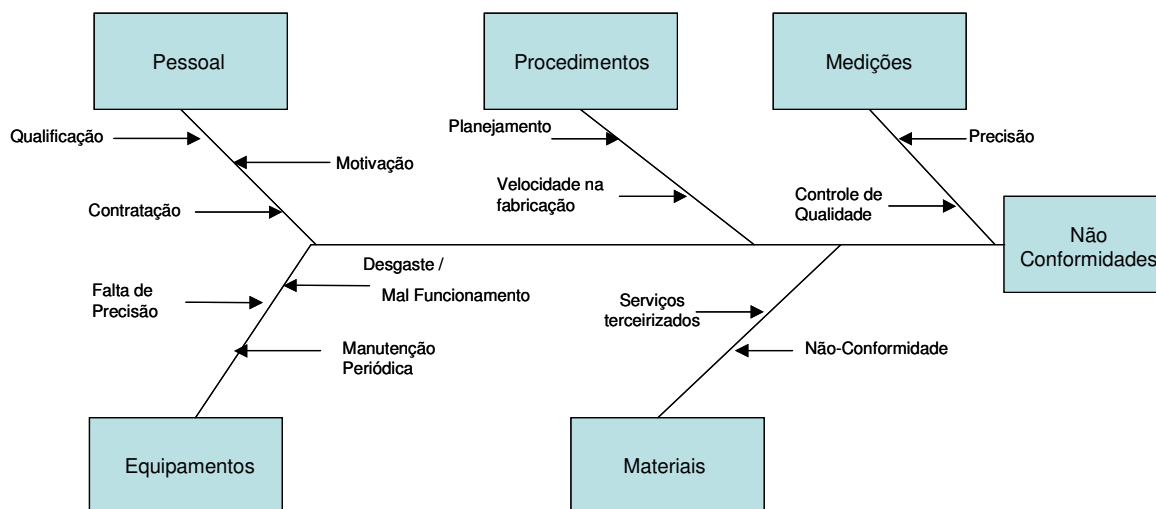 Pessoal
Procedimentos
Medições
Qualificação
Motivação
Contratação
Planejamento
Velocidade na
fabricação
Precisão
Controle de
Qualidade
Não
Conformidades
Desgaste /
Mal Funcionamento
Falta de
Precisão
Manutenção
Periódica
Serviços
terceirizados
Não-Conformidade
Equipamentos
Materiais